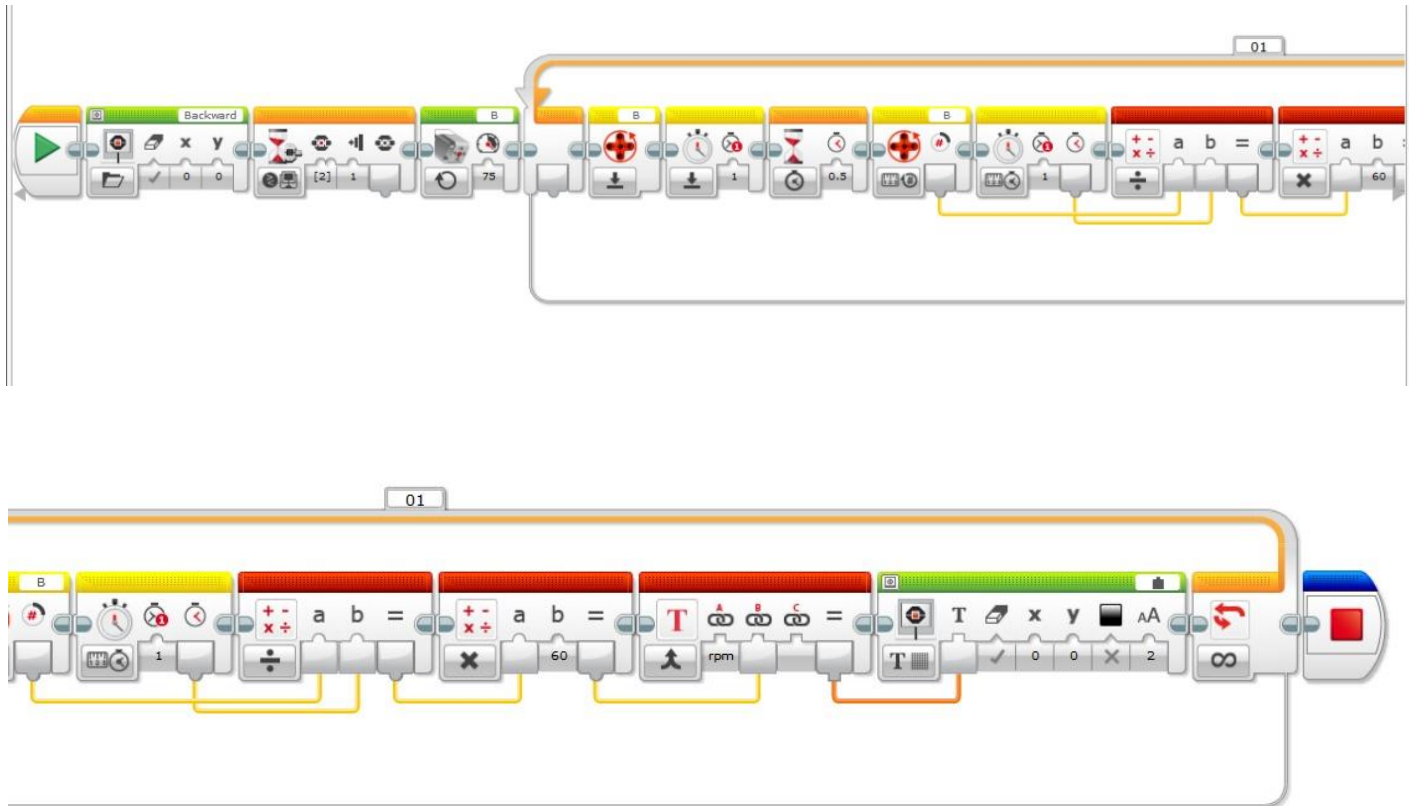 01
Backward B B B
x y a b = a b
0 0 [2] 1 75 1 0.5 # 1 60
01
B
# a b = a b = T A B C = T x y AA
1 60 rpm T 0 0 2